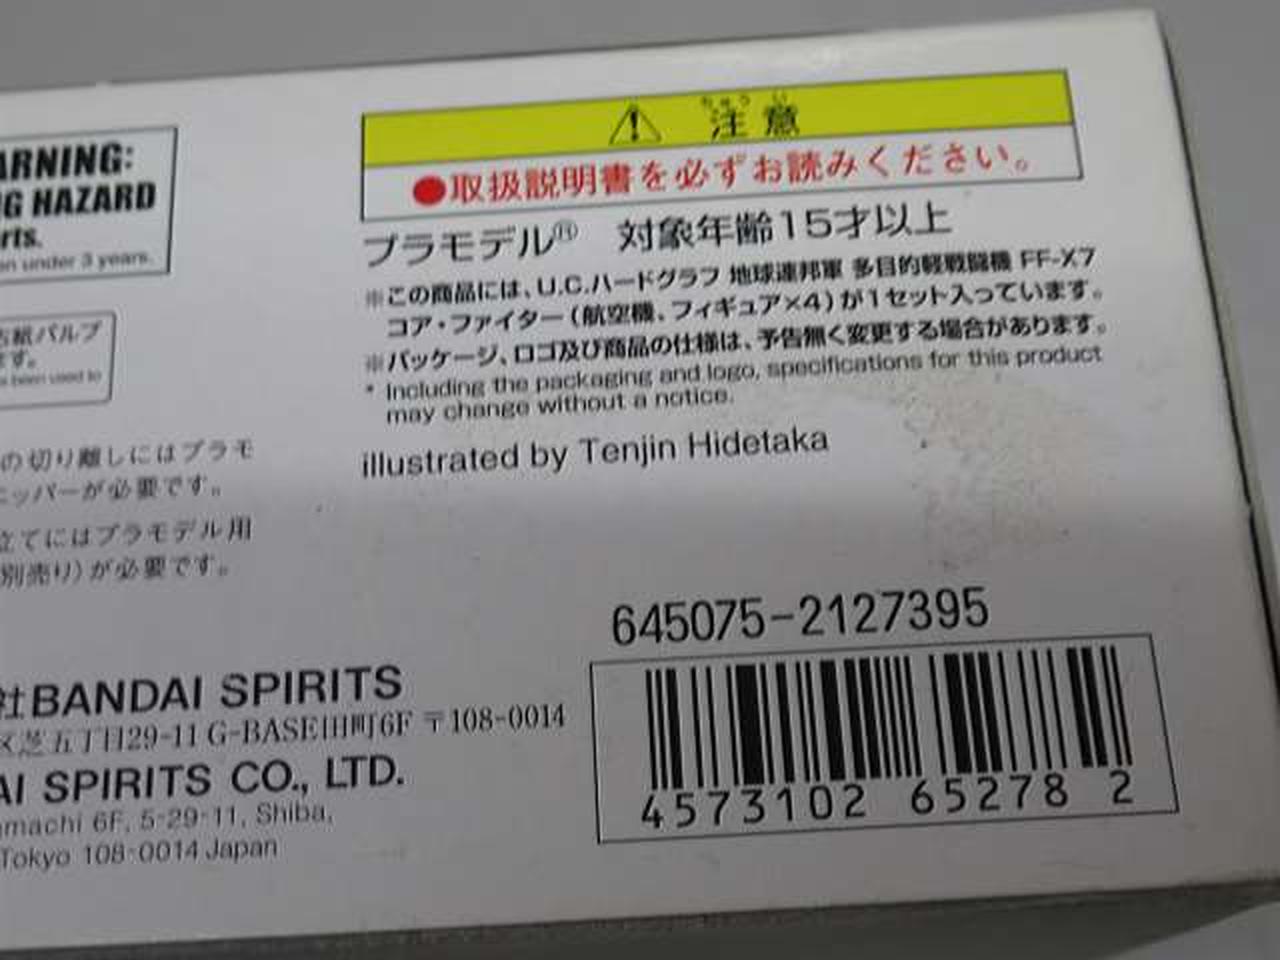 ARNING:
G HAZARD
rts.
en under 3 years.
古紙パルプ
ます。
s been used to
の切り離しにはプラモ
ニッパーが必要です。
立てにはプラモデル用
別売り)が必要です。
ちゅう い
注意
●取扱説明書を必ずお読みください。
プラモデル® 対象年齢15才以上
※この商品には、U.C.ハードグラフ 地球連邦軍 多目的軽戦闘機 FF-X7
コア・ファイター(航空機、フィギュア×4)が1セット入っています。
※パッケージ、ロゴ及び商品の仕様は、予告無く変更する場合があります。
* Including the packaging and logo, specifications for this product
may change without a notice.
illustrated by Tenjin Hidetaka
645075-2127395
4573102 65278 2
社BANDAI SPIRITS
区芝五丁目29-11 G-BASE田町6F 〒108-0014
AI SPIRITS CO., LTD.
amachi 6F, 5-29-11, Shiba,
Tokyo 108-0014 Japan